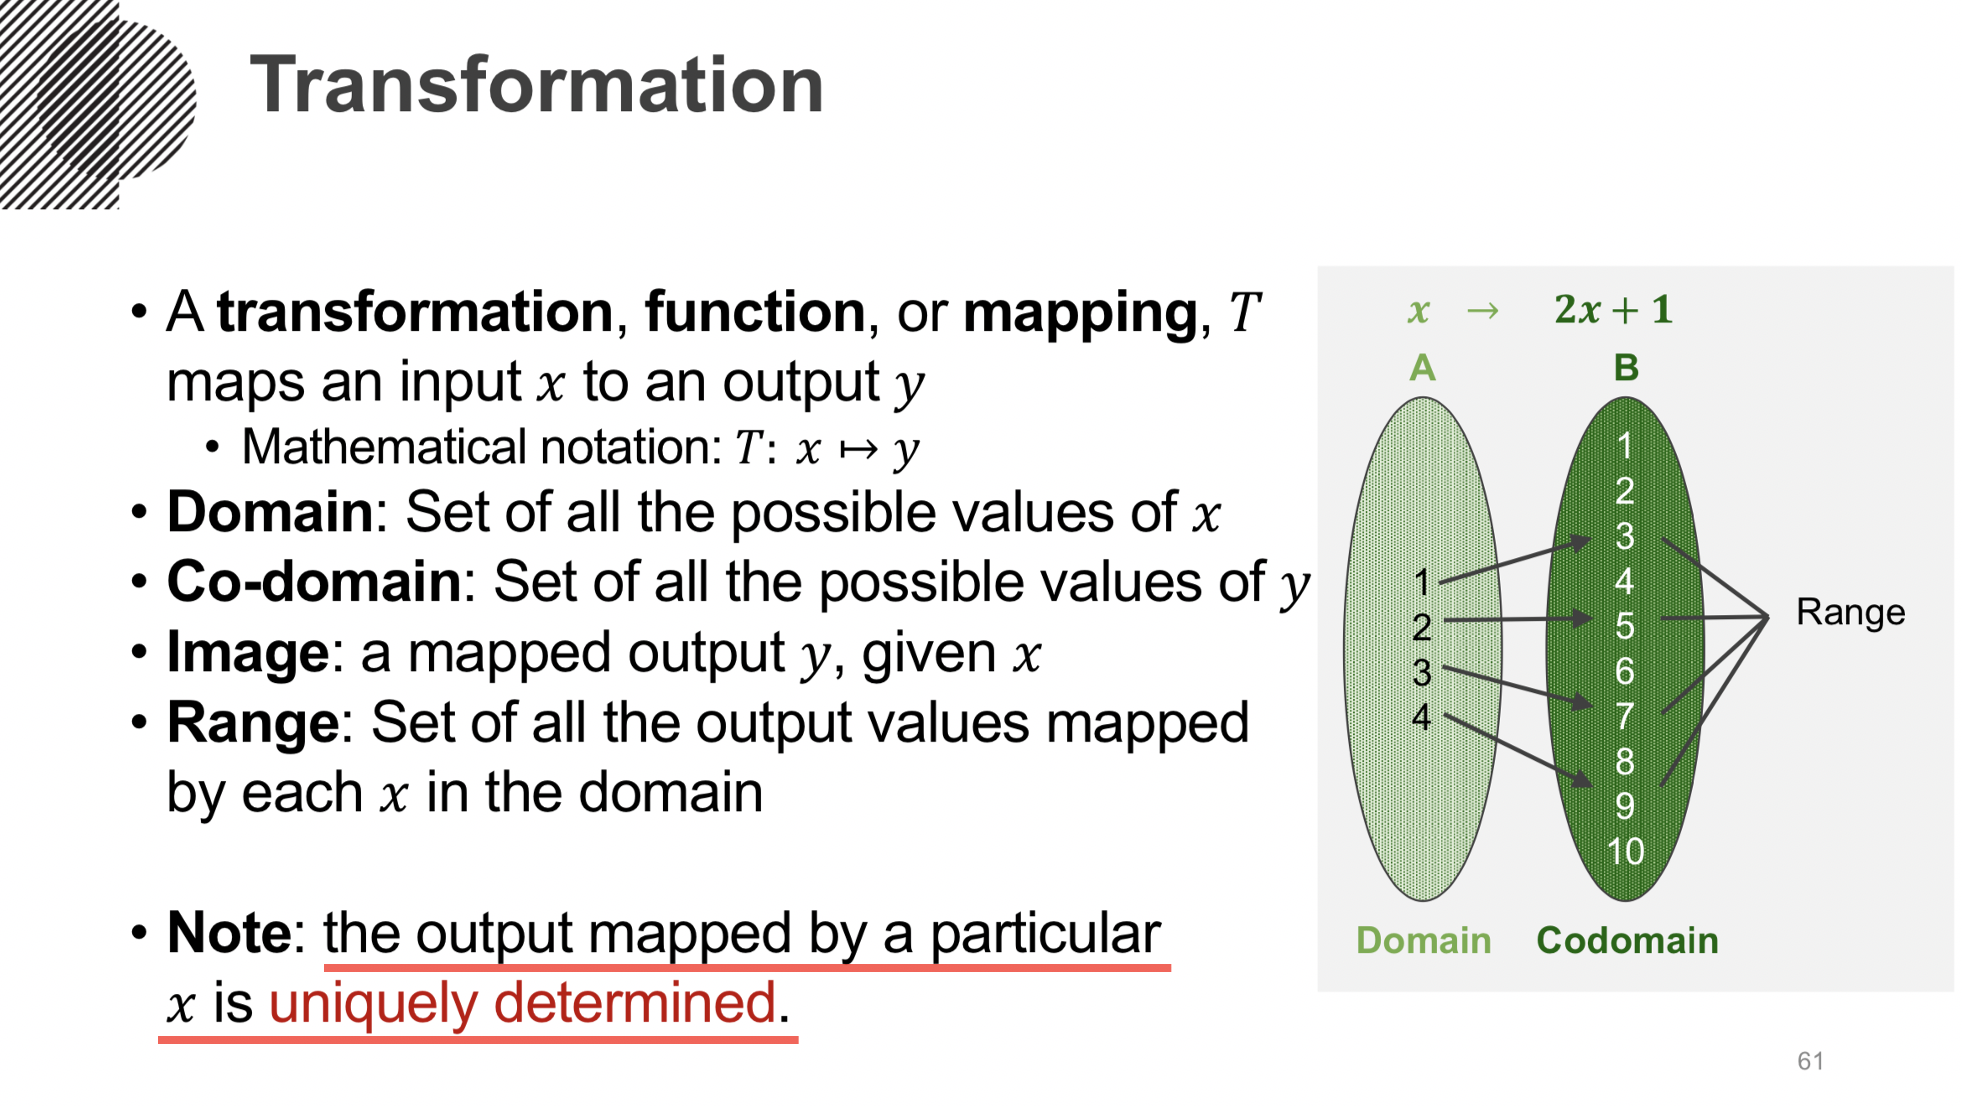 Transformation
• A transformation, function, or mapping, T
maps an input x to an output y
• Mathematical notation: T: x ↦ y
• Domain: Set of all the possible values of x
• Co-domain: Set of all the possible values of y
• Image: a mapped output y, given x
• Range: Set of all the output values mapped
by each x in the domain
• Note: the output mapped by a particular
x is uniquely determined.
x → 2x + 1
A B
1
2
3
4
1
2
3
4
5
6
7
8
9
10
Range
Domain Codomain
61